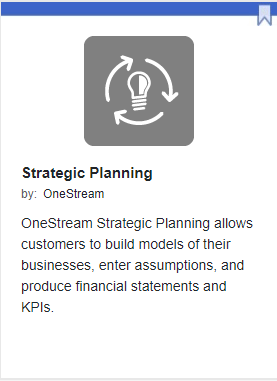 Strategic Planning
by: OneStream
OneStream Strategic Planning allows
customers to build models of their
businesses, enter assumptions, and
produce financial statements and
KPIs.